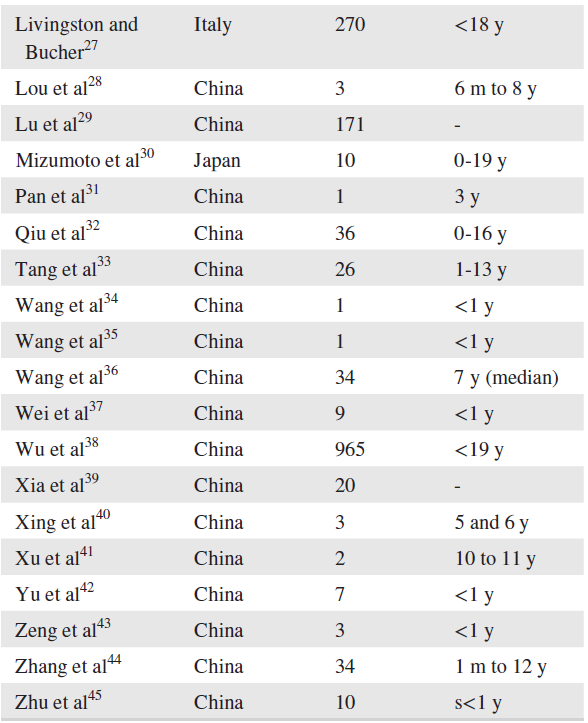 Livingston and Italy 270 <18 y
Bucher27
Lou et al28 China 3 6 m to 8 y
Lu et al29 China 171 -
Mizumoto et al30 Japan 10 0-19 y
Pan et al31 China 1 3 y
Qiu et al32 China 36 0-16 y
Tang et al33 China 26 1-13 y
Wang et al34 China 1 <1 y
Wang et al35 China 1 <1 y
Wang et al36 China 34 7 y (median)
Wei et al37 China 9 <1 y
Wu et al38 China 965 <19 y
Xia et al39 China 20 -
Xing et al40 China 3 5 and 6 y
Xu et al41 China 2 10 to 11 y
Yu et al42 China 7 <1 y
Zeng et al43 China 3 <1 y
Zhang et al44 China 34 1 m to 12 y
Zhu et al45 China 10 s<1 y